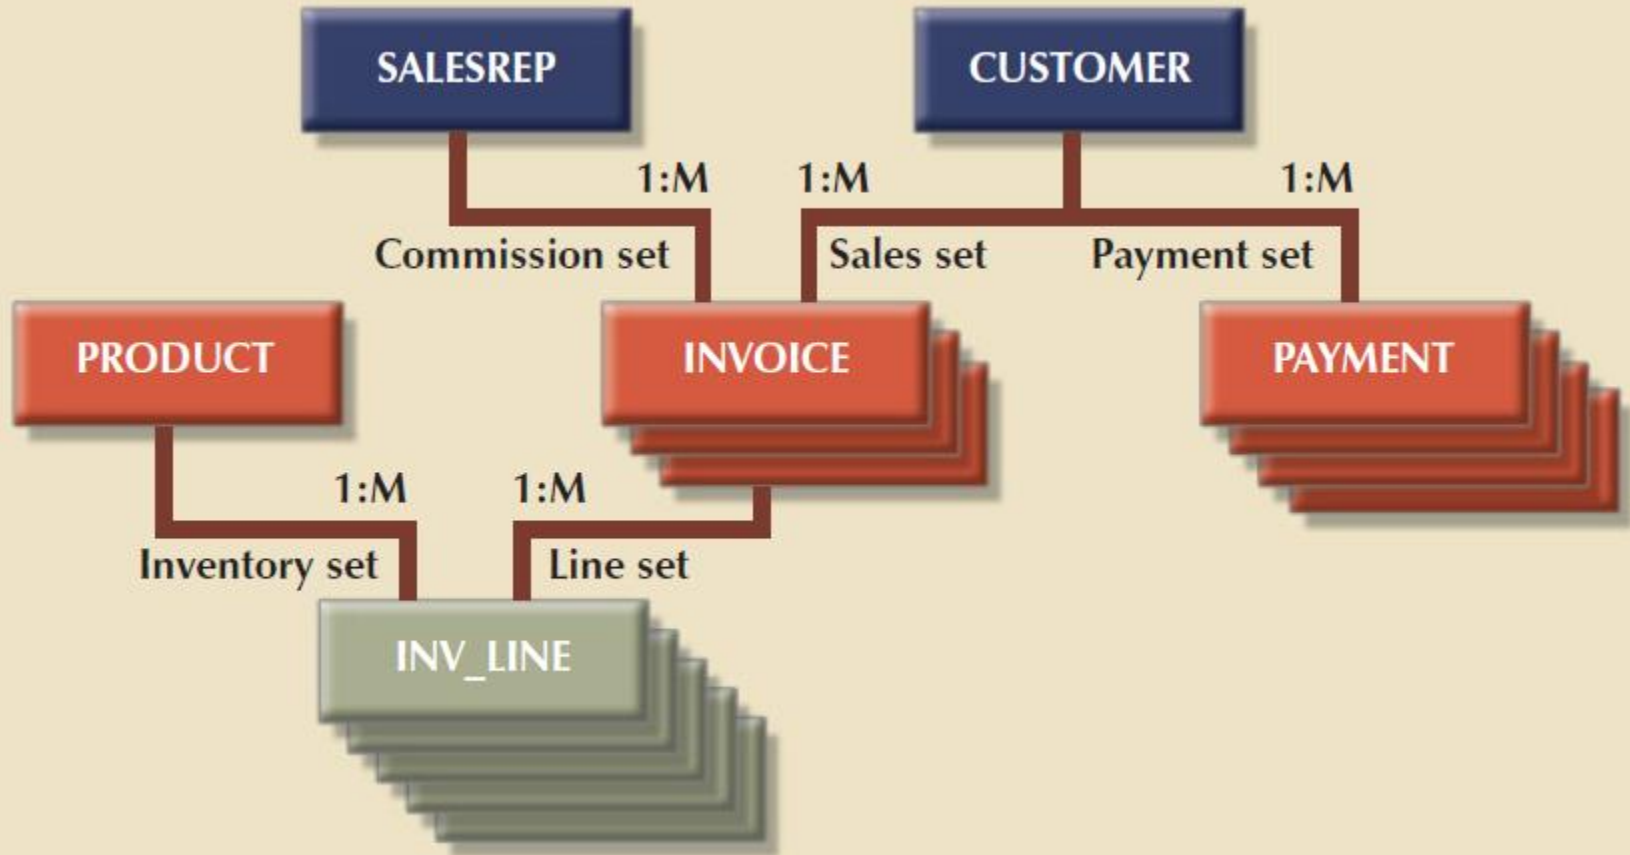 SALESREP
CUSTOMER
1:M
1:M
1:M
Commission set
Sales set
Payment set
PRODUCT
INVOICE
PAYMENT
1:M
1:M
Inventory set
Line set
INV_LINE